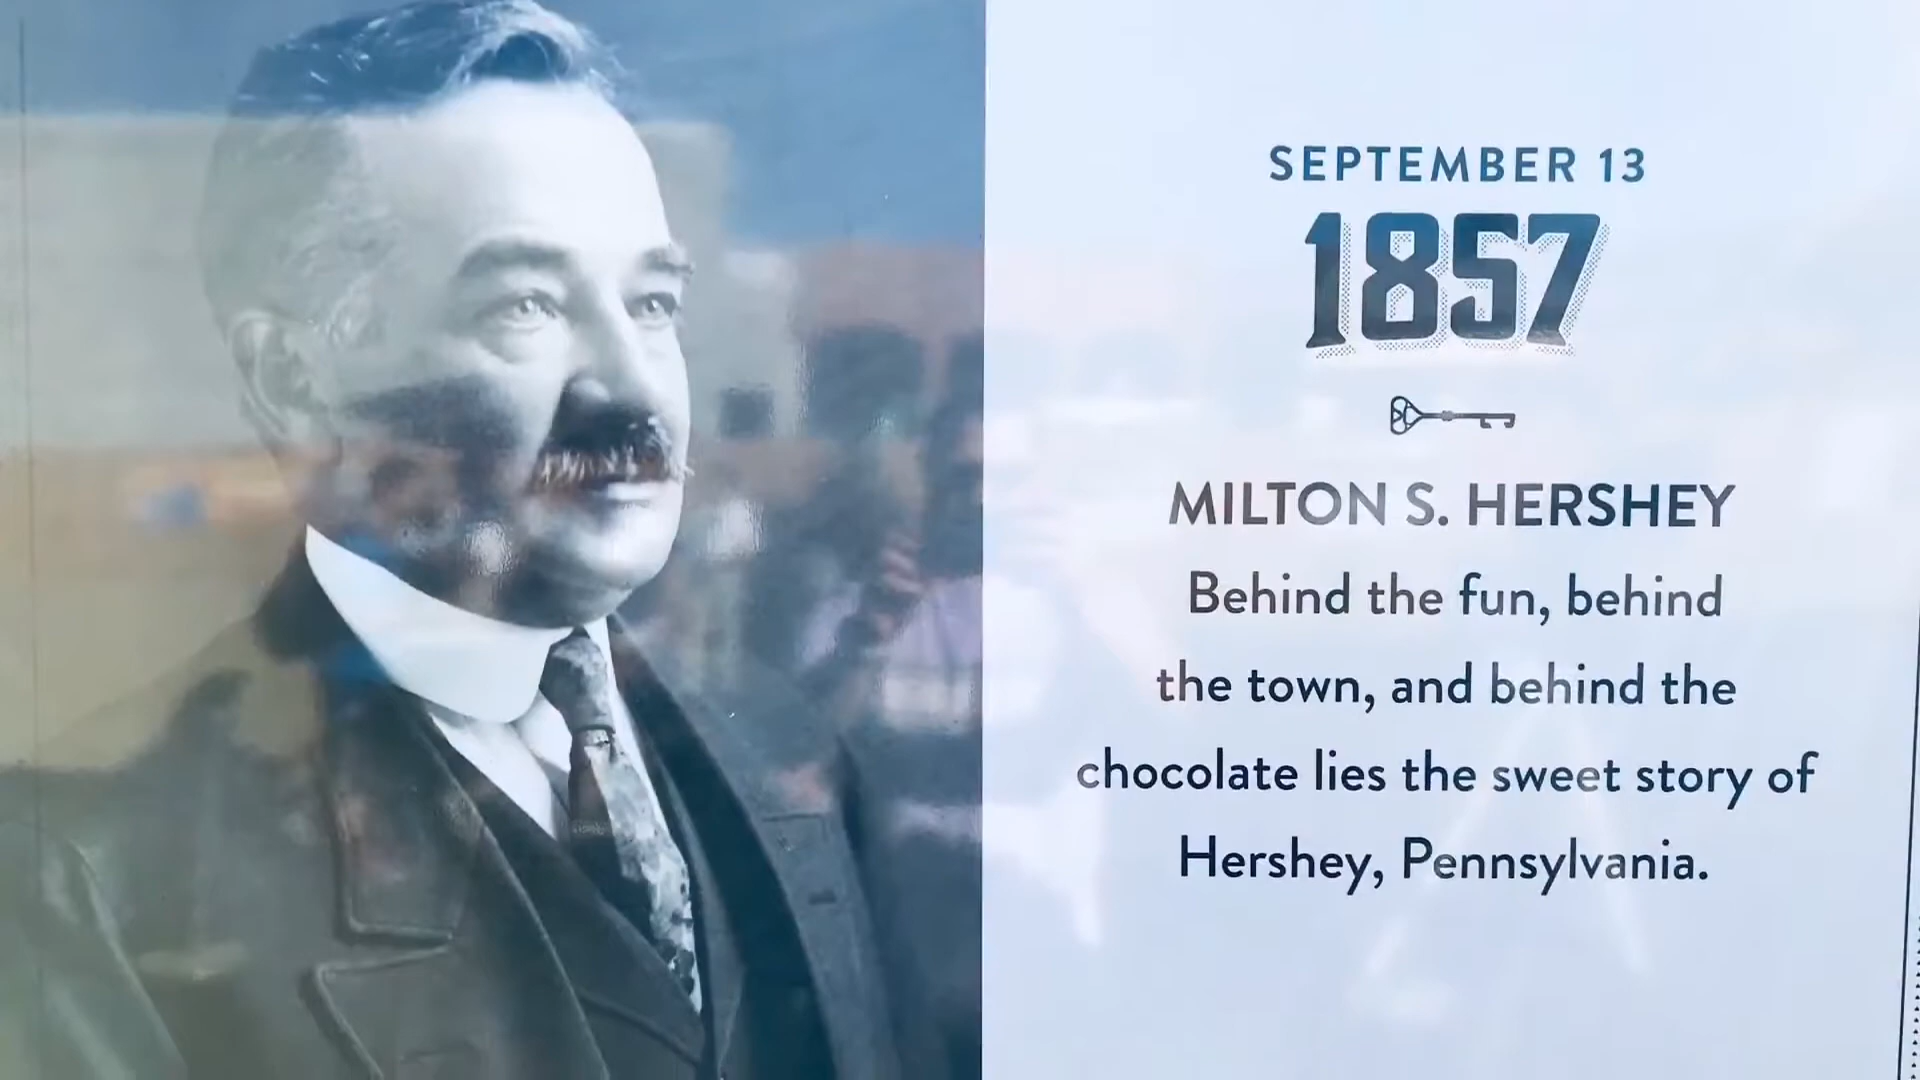 SEPTEMBER 13
1857
MILTON S. HERSHEY
Behind the fun, behind
the town, and behind the
chocolate lies the sweet story of
Hershey, Pennsylvania.